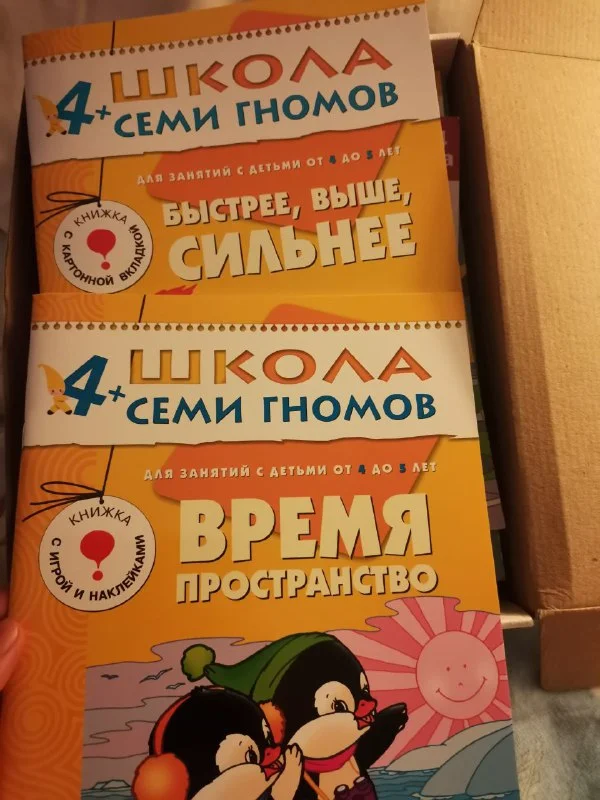 4+ ШКОЛА
СЕМИ ГНОМОВ
ДЛЯ ЗАНЯТИЙ С ДЕТЬМИ ОТ 4 ДО 5 ЛЕТ
БЫСТРЕЕ, ВЫШЕ,
СИЛЬНЕЕ
КНИЖКА
С КАРТОННОЙ ВКЛАДКОЙ
4+ ШКОЛА
СЕМИ ГНОМОВ
ДЛЯ ЗАНЯТИЙ С ДЕТЬМИ ОТ 4 ДО 5 ЛЕТ
ВРЕМЯ
ПРОСТРАНСТВО
КНИЖКА
С ИГРОЙ И НАКЛЕЙКАМИ